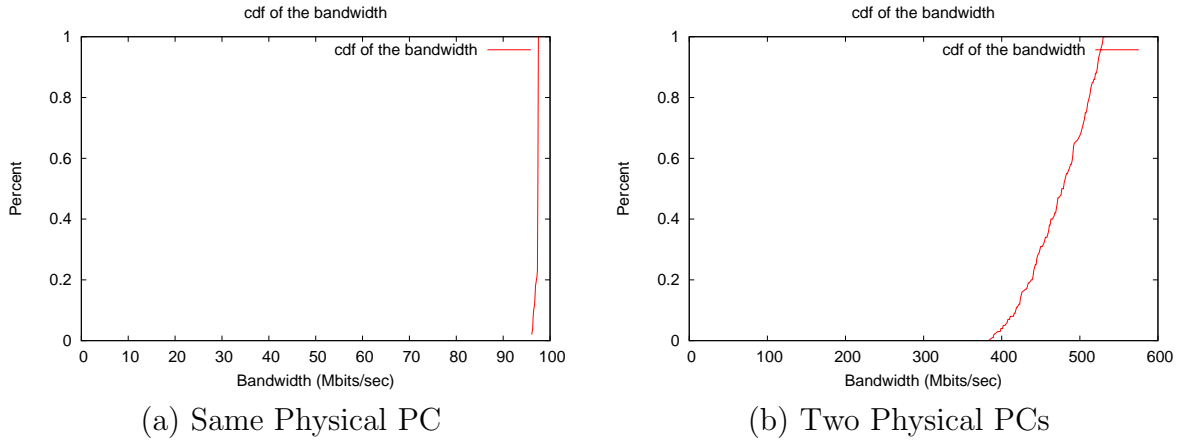 cdf of the bandwidth
1
0.8
0.6
0.4
0.2
0
Percent
cdf of the bandwidth
0 10 20 30 40 50 60 70 80 90 100
Bandwidth (Mbits/sec)
(a) Same Physical PC
cdf of the bandwidth
1
0.8
0.6
0.4
0.2
0
Percent
cdf of the bandwidth
0 100 200 300 400 500 600
Bandwidth (Mbits/sec)
(b) Two Physical PCs